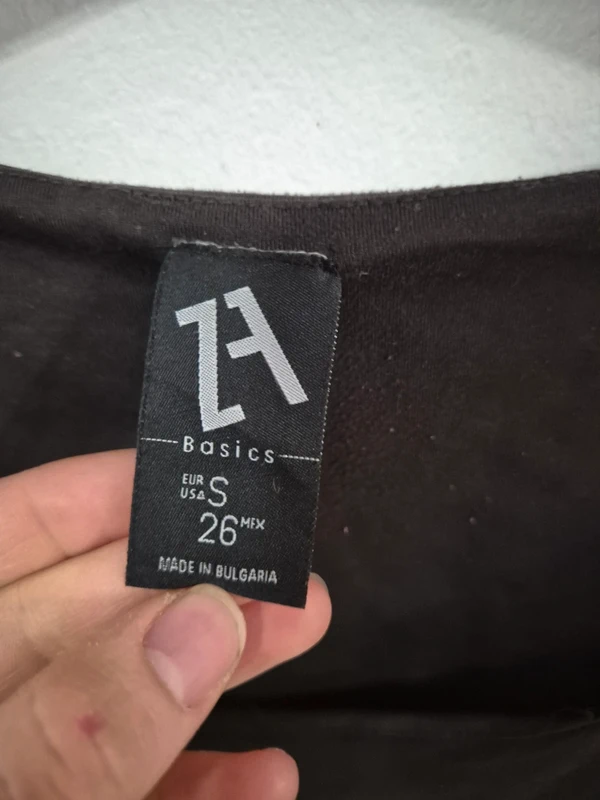 ZA
Basics
EUR
USA S
26 MEX
MADE IN BULGARIA